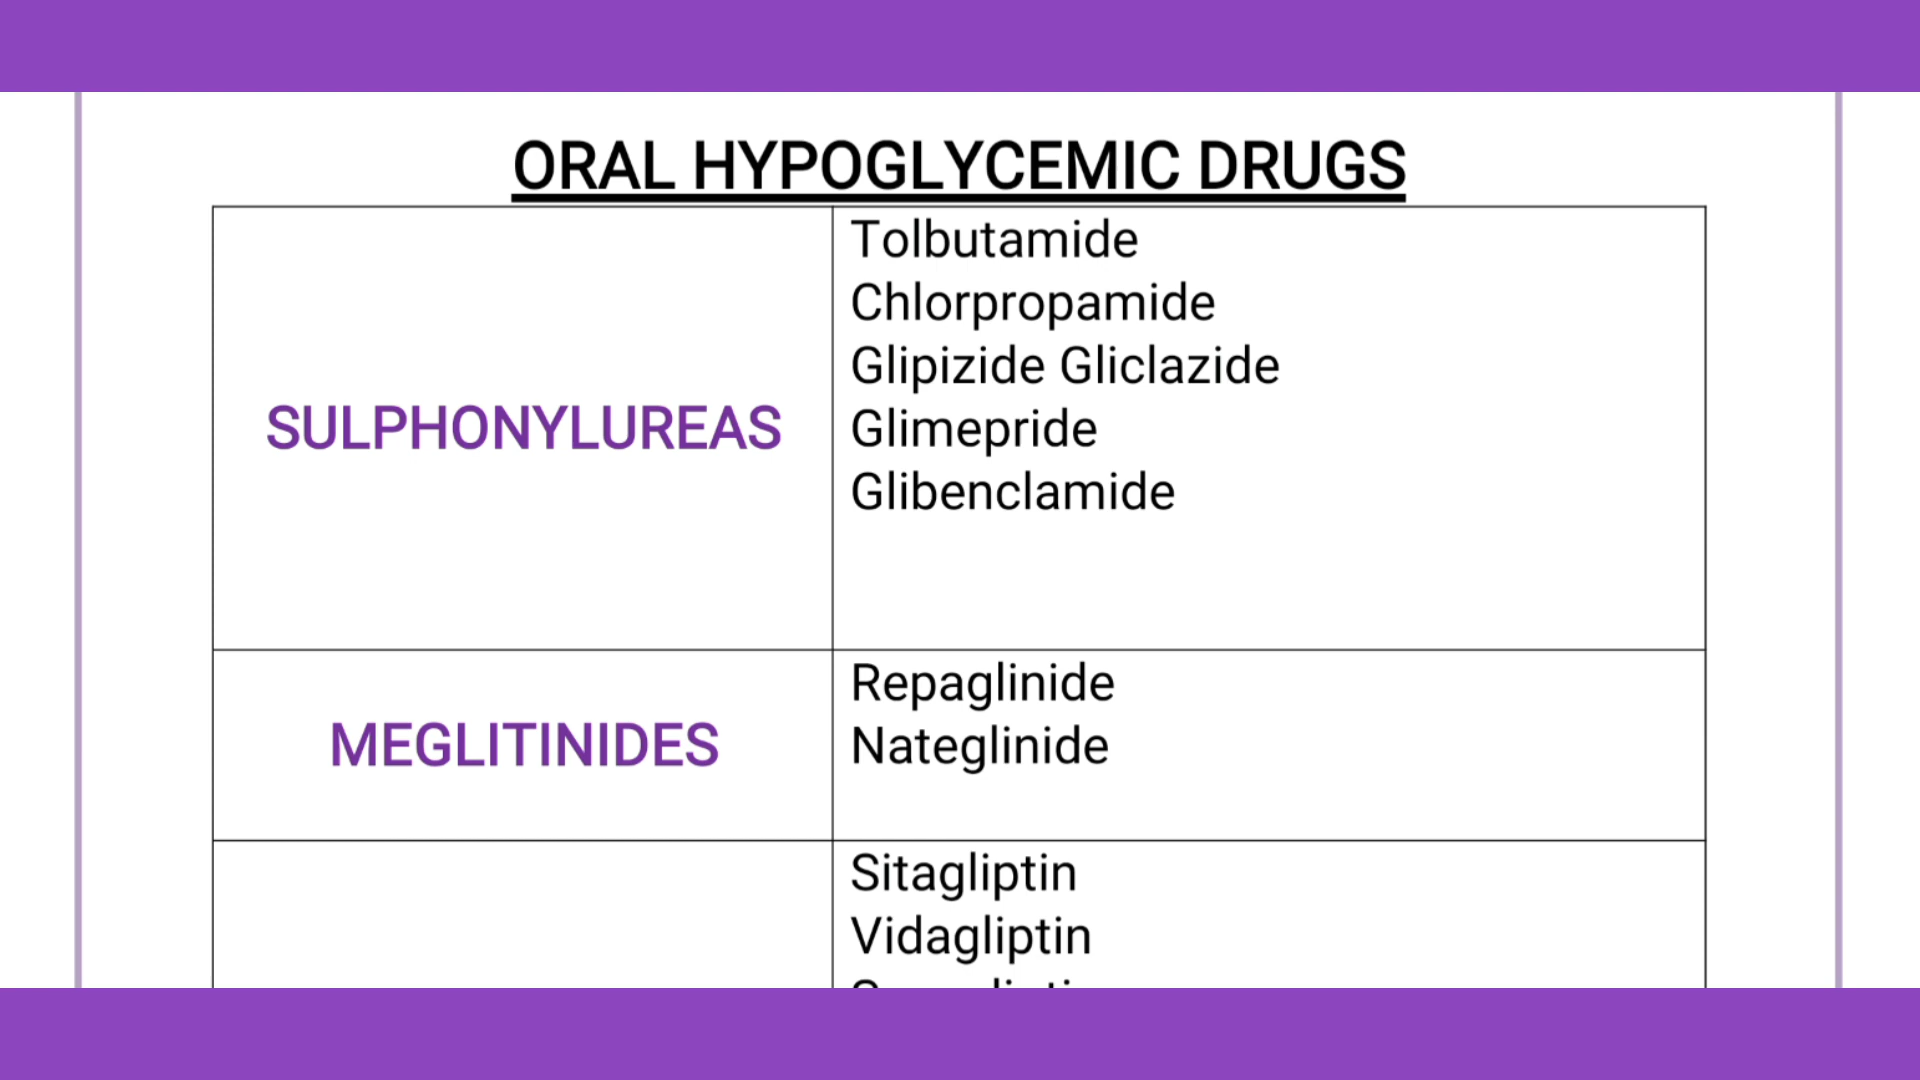 ORAL HYPOGLYCEMIC DRUGS
SULPHONYLUREAS
Tolbutamide
Chlorpropamide
Glipizide Gliclazide
Glimepride
Glibenclamide
MEGLITINIDES
Repaglinide
Nateglinide
Sitagliptin
Vidagliptin